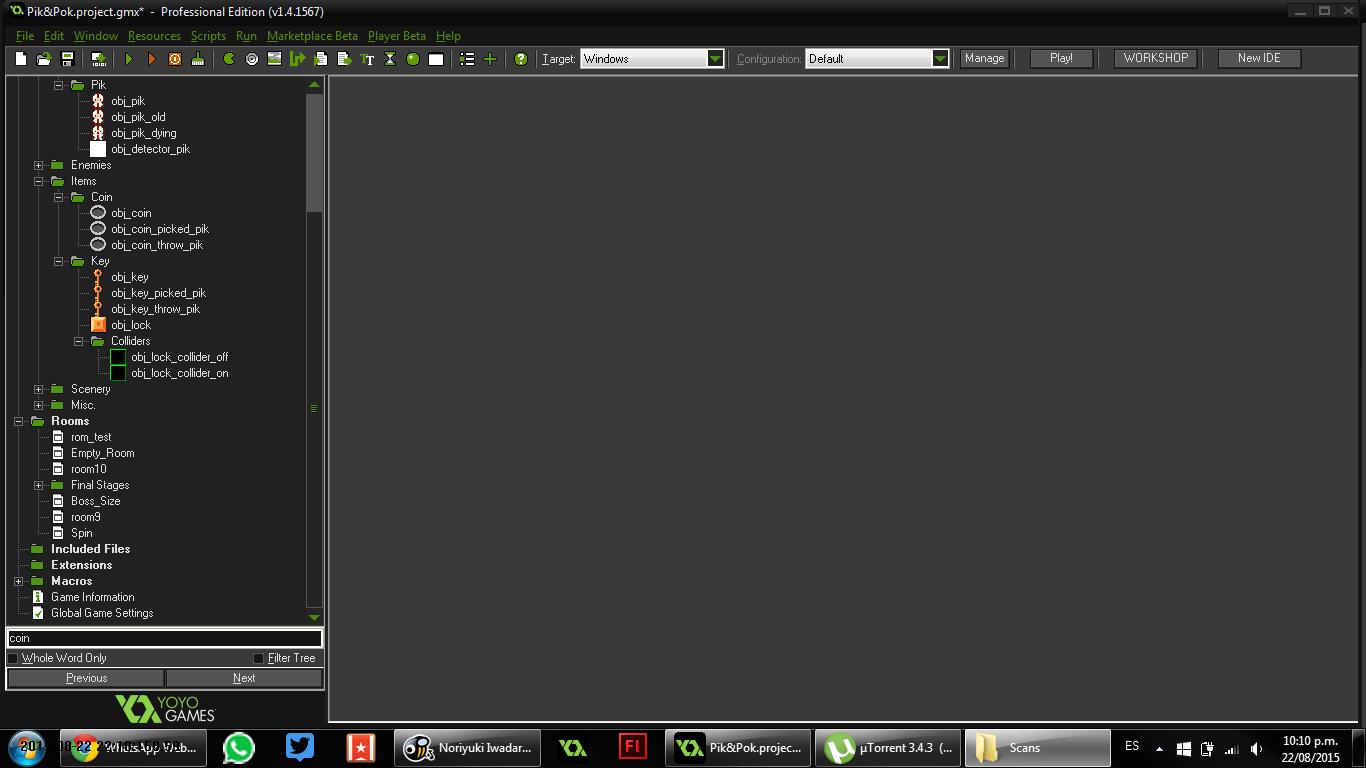 Pik&Pok.project.gmx* - Professional Edition (v1.4.1567)
File Edit Window Resources Scripts Run Marketplace Beta Player Beta Help
Target: Windows Configuration: Default Manage Play! WORKSHOP New IDE
Pik
obj_pik
obj_pik_old
obj_pik_dying
obj_detector_pik
Enemies
Items
Coin
obj_coin
obj_coin_picked_pik
obj_coin_throw_pik
Key
obj_key
obj_key_picked_pik
obj_key_throw_pik
obj_lock
Colliders
obj_lock_collider_off
obj_lock_collider_on
Scenery
Misc.
Rooms
rom_test
Empty_Room
room10
Final Stages
Boss_Size
room9
Spin
Included Files
Extensions
Macros
Game Information
Global Game Settings
coin
Whole Word Only Filter Tree
Previous Next
YOYO
GAMES
WhatsApp Web... Noriyuki Iwadar... Fl Pik&Pok.projec... µTorrent 3.4.3 (... Scans ES 10:10 p.m.
22/08/2015